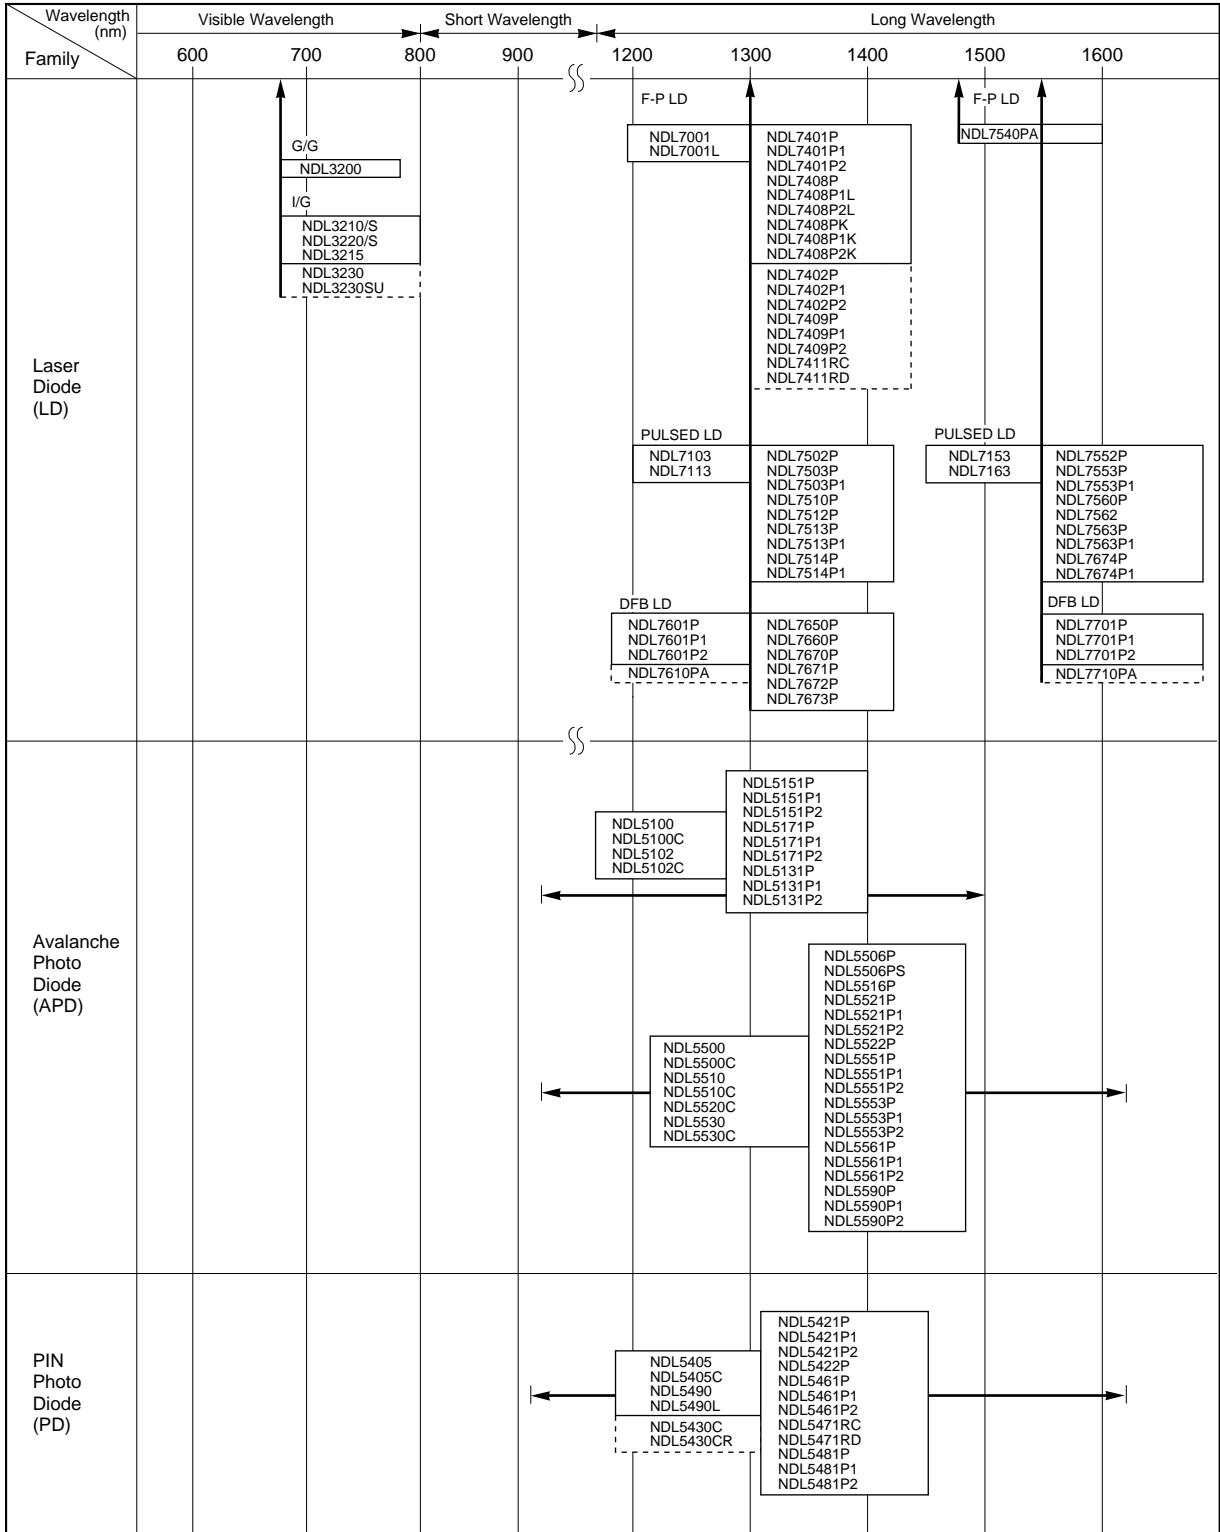 Wavelength
(nm)
Family
Visible Wavelength
Short Wavelength
Long Wavelength
600
700
800
900
1200
1300
1400
1500
1600
Laser
Diode
(LD)
G/G
NDL3200
I/G
NDL3210/S
NDL3220/S
NDL3215
NDL3230
NDL3230SU
F-P LD
NDL7001
NDL7001L
NDL7401P
NDL7401P1
NDL7401P2
NDL7408P
NDL7408P1L
NDL7408P2L
NDL7408PK
NDL7408P1K
NDL7408P2K
NDL7402P
NDL7402P1
NDL7402P2
NDL7409P
NDL7409P1
NDL7409P2
NDL7411RC
NDL7411RD
F-P LD
NDL7540PA
PULSED LD
NDL7103
NDL7113
NDL7502P
NDL7503P
NDL7503P1
NDL7510P
NDL7512P
NDL7513P
NDL7513P1
NDL7514P
NDL7514P1
PULSED LD
NDL7153
NDL7163
NDL7552P
NDL7553P
NDL7553P1
NDL7560P
NDL7562
NDL7563P
NDL7563P1
NDL7674P
NDL7674P1
DFB LD
NDL7601P
NDL7601P1
NDL7601P2
NDL7610PA
NDL7650P
NDL7660P
NDL7670P
NDL7671P
NDL7672P
NDL7673P
DFB LD
NDL7701P
NDL7701P1
NDL7701P2
NDL7710PA
Avalanche
Photo
Diode
(APD)
NDL5100
NDL5100C
NDL5102
NDL5102C
NDL5151P
NDL5151P1
NDL5151P2
NDL5171P
NDL5171P1
NDL5171P2
NDL5131P
NDL5131P1
NDL5131P2
NDL5500
NDL5500C
NDL5510
NDL5510C
NDL5520C
NDL5530
NDL5530C
NDL5506P
NDL5506PS
NDL5516P
NDL5521P
NDL5521P1
NDL5521P2
NDL5522P
NDL5551P
NDL5551P1
NDL5551P2
NDL5553P
NDL5553P1
NDL5553P2
NDL5561P
NDL5561P1
NDL5561P2
NDL5590P
NDL5590P1
NDL5590P2
PIN
Photo
Diode
(PD)
NDL5405
NDL5405C
NDL5490
NDL5490L
NDL5430C
NDL5430CR
NDL5421P
NDL5421P1
NDL5421P2
NDL5422P
NDL5461P
NDL5461P1
NDL5461P2
NDL5471RC
NDL5471RD
NDL5481P
NDL5481P1
NDL5481P2